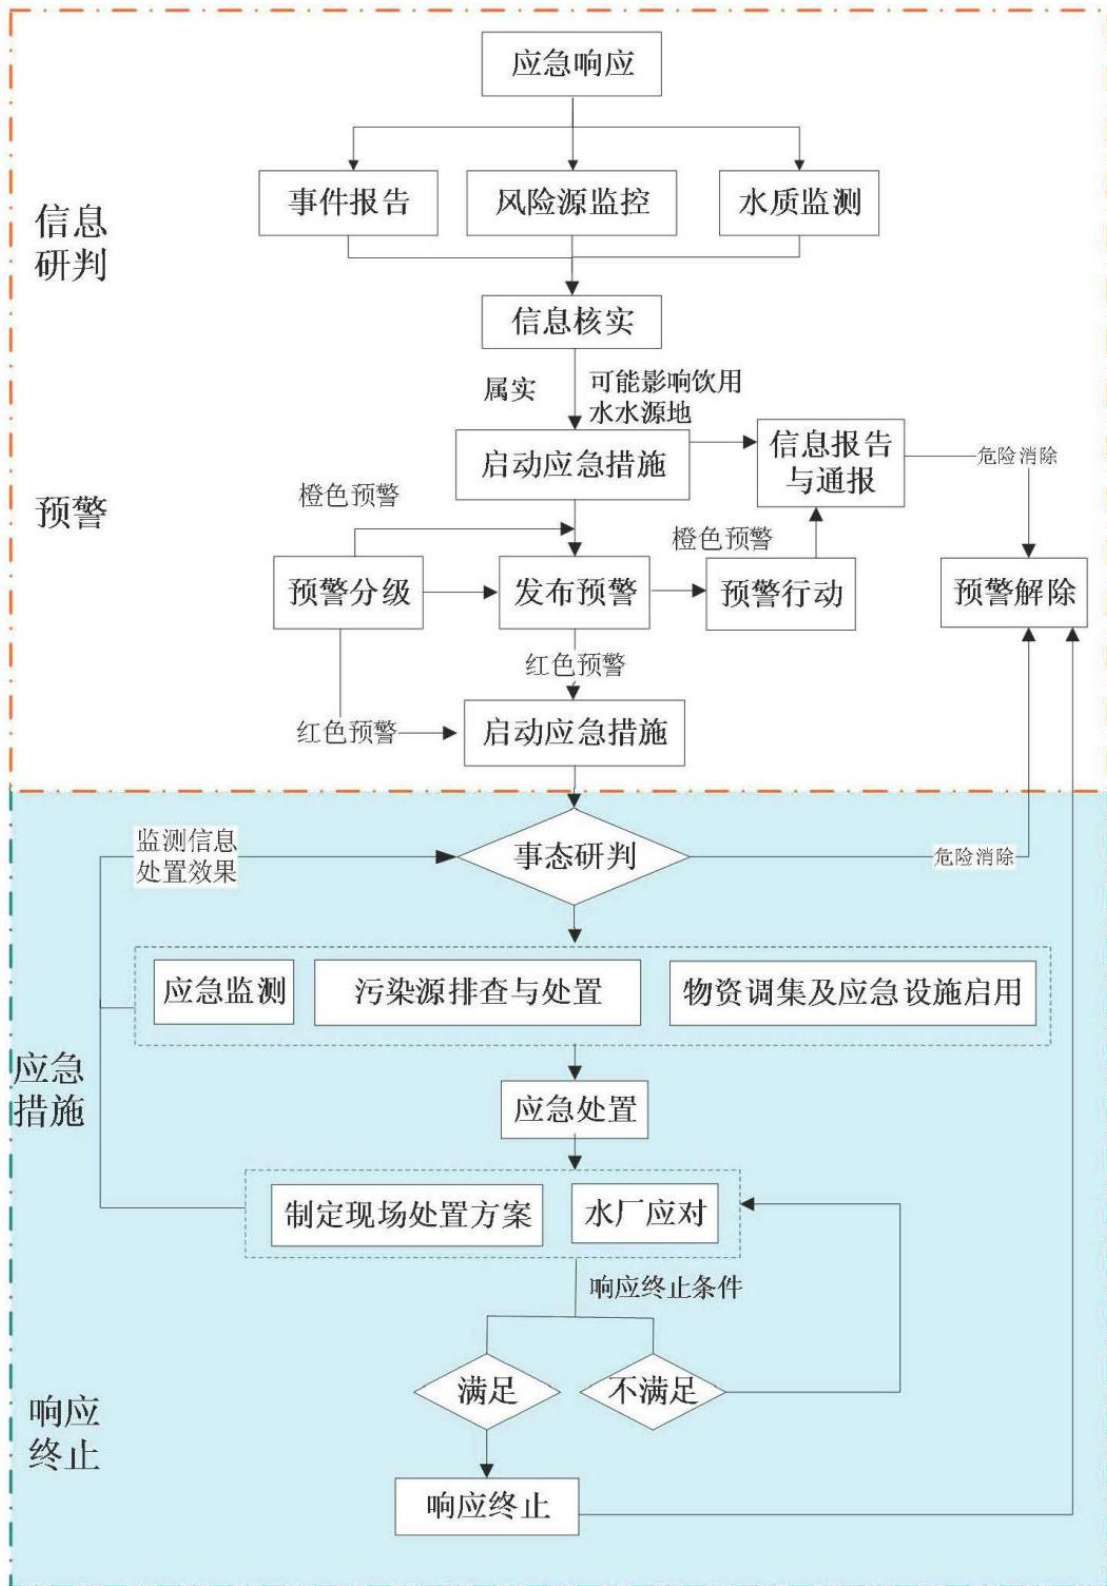 应急响应
事件报告
风险源监控
水质监测
信息
研判
信息核实
属实
可能影响饮用
水水源地
启动应急措施
信息报告
与通报
危险消除
预警
橙色预警
橙色预警
预警分级
发布预警
预警行动
预警解除
红色预警
红色预警
启动应急措施
监测信息
处置效果
事态研判
危险消除
应急监测
污染源排查与处置
物资调集及应急设施启用
应急
措施
应急处置
制定现场处置方案
水厂应对
响应终止条件
满足
不满足
响应
终止
响应终止